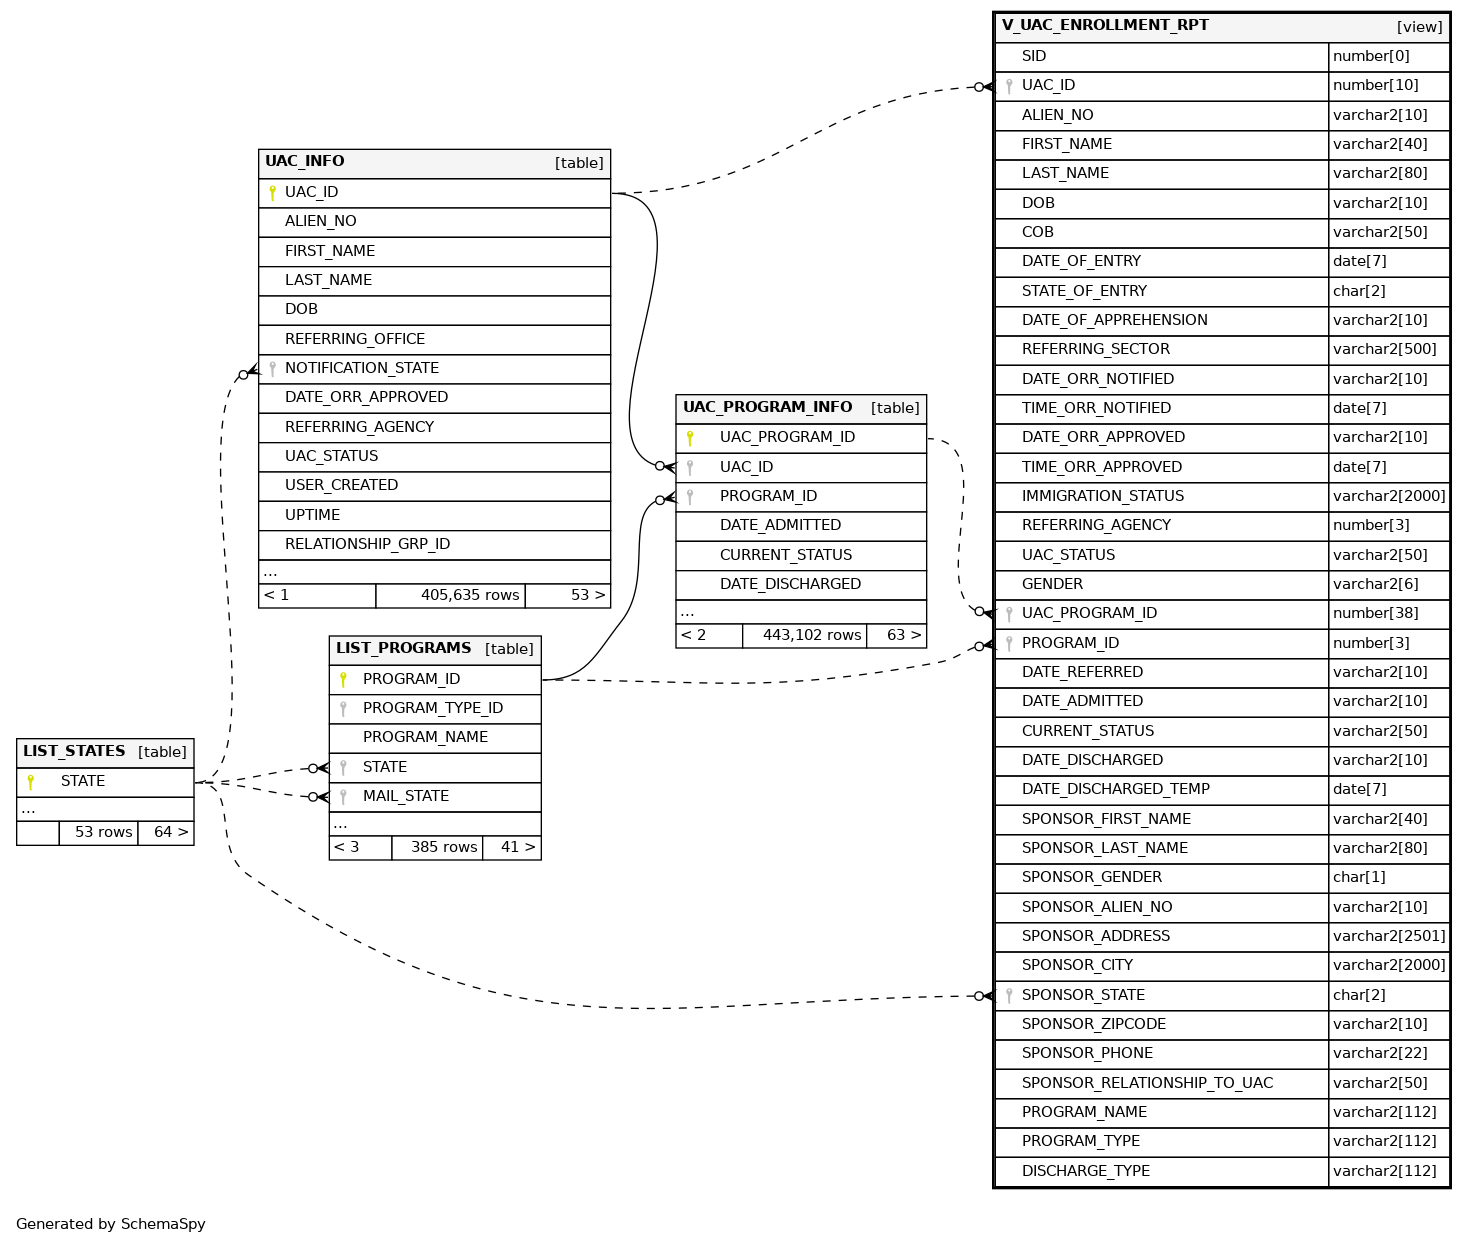 V_UAC_ENROLLMENT_RPT [view]
SID number[0]
UAC_ID number[10]
ALIEN_NO varchar2[10]
FIRST_NAME varchar2[40]
LAST_NAME varchar2[80]
DOB varchar2[10]
COB varchar2[50]
DATE_OF_ENTRY date[7]
STATE_OF_ENTRY char[2]
DATE_OF_APPREHENSION varchar2[10]
REFERRING_SECTOR varchar2[500]
DATE_ORR_NOTIFIED varchar2[10]
TIME_ORR_NOTIFIED date[7]
DATE_ORR_APPROVED varchar2[10]
TIME_ORR_APPROVED date[7]
IMMIGRATION_STATUS varchar2[2000]
REFERRING_AGENCY number[3]
UAC_STATUS varchar2[50]
GENDER varchar2[6]
UAC_PROGRAM_ID number[38]
PROGRAM_ID number[3]
DATE_REFERRED varchar2[10]
DATE_ADMITTED varchar2[10]
CURRENT_STATUS varchar2[50]
DATE_DISCHARGED varchar2[10]
DATE_DISCHARGED_TEMP date[7]
SPONSOR_FIRST_NAME varchar2[40]
SPONSOR_LAST_NAME varchar2[80]
SPONSOR_GENDER char[1]
SPONSOR_ALIEN_NO varchar2[10]
SPONSOR_ADDRESS varchar2[2501]
SPONSOR_CITY varchar2[2000]
SPONSOR_STATE char[2]
SPONSOR_ZIPCODE varchar2[10]
SPONSOR_PHONE varchar2[22]
SPONSOR_RELATIONSHIP_TO_UAC varchar2[50]
PROGRAM_NAME varchar2[112]
PROGRAM_TYPE varchar2[112]
DISCHARGE_TYPE varchar2[112]
UAC_INFO [table]
UAC_ID
ALIEN_NO
FIRST_NAME
LAST_NAME
DOB
REFERRING_OFFICE
NOTIFICATION_STATE
DATE_ORR_APPROVED
REFERRING_AGENCY
UAC_STATUS
USER_CREATED
UPTIME
RELATIONSHIP_GRP_ID
...
< 1 405,635 rows 53 >
UAC_PROGRAM_INFO [table]
UAC_PROGRAM_ID
UAC_ID
PROGRAM_ID
DATE_ADMITTED
CURRENT_STATUS
DATE_DISCHARGED
...
< 2 443,102 rows 63 >
LIST_PROGRAMS [table]
PROGRAM_ID
PROGRAM_TYPE_ID
PROGRAM_NAME
STATE
MAIL_STATE
...
< 3 385 rows 41 >
LIST_STATES [table]
STATE
...
53 rows 64 >
Generated by SchemaSpy